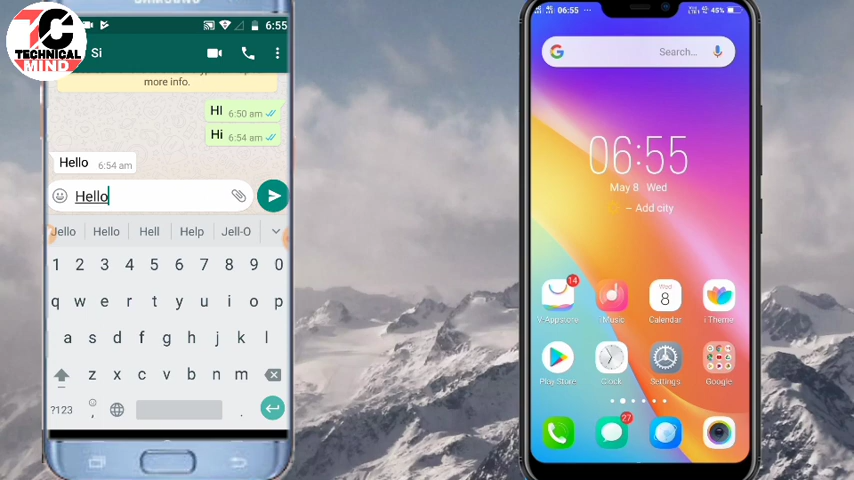 TC
TECHNICAL
MIND
SAMSUNG
6:55
Si
more info.
HI 6:50 am
Hi 6:54 am
Hello 6:54 am
Hello
Jello Hello Hell Help Jell-O
1 2 3 4 5 6 7 8 9 0
q w e r t y u i o p
a s d f g h j k l
z x c v b n m
?123 , .
06:55 45%
G Search...
06:55
May 8 Wed
- Add city
14
Wed
8
V-Appstore iMusic Calendar i Theme
Play Store Clock Settings Google
27